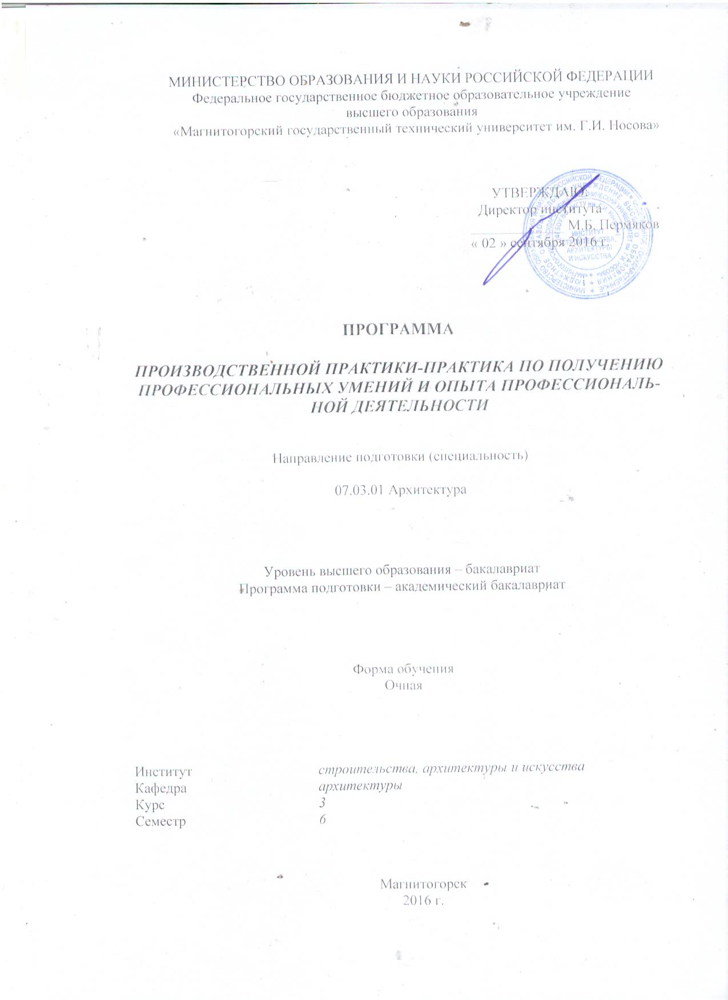 МИНИСТЕРСТВО ОБРАЗОВАНИЯ И НАУКИ РОССИЙСКОЙ ФЕДЕРАЦИИ
Федеральное государственное бюджетное образовательное учреждение
высшего образования
«Магнитогорский государственный технический университет им. Г.И. Носова»
УТВЕРЖДАЮ:
Директор института
М.Б. Пермяков
« 02 » сентября 2016 г.
ИНСТИТУТ
СТРОИТЕЛЬСТВА,
АРХИТЕКТУРЫ
И ИСКУССТВА
ПРОГРАММА
ПРОИЗВОДСТВЕННОЙ ПРАКТИКИ-ПРАКТИКА ПО ПОЛУЧЕНИЮ
ПРОФЕССИОНАЛЬНЫХ УМЕНИЙ И ОПЫТА ПРОФЕССИОНАЛЬ-
НОЙ ДЕЯТЕЛЬНОСТИ
Направление подготовки (специальность)
07.03.01 Архитектура
Уровень высшего образования – бакалавриат
Программа подготовки – академический бакалавриат
Форма обучения
Очная
Институт строительства, архитектуры и искусства
Кафедра архитектуры
Курс 3
Семестр 6
Магнитогорск
2016 г.